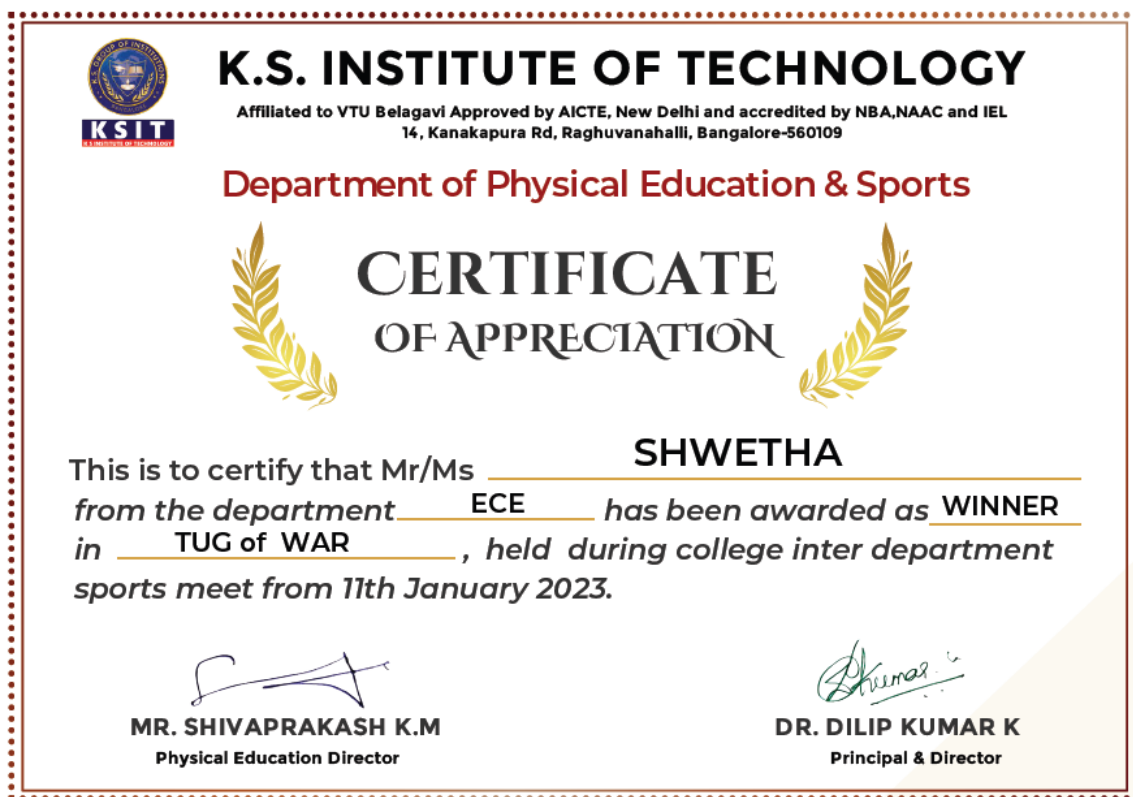 K.S. INSTITUTE OF TECHNOLOGY
Affiliated to VTU Belagavi Approved by AICTE, New Delhi and accredited by NBA,NAAC and IEL
14, Kanakapura Rd, Raghuvanahalli, Bangalore-560109
K.S. GROUP OF INSTITUTIONS
KSIT
K S INSTITUTE OF TECHNOLOGY
Department of Physical Education & Sports
CERTIFICATE
OF APPRECIATION
This is to certify that Mr/Ms SHWETHA
from the department ECE has been awarded as WINNER
in TUG of WAR , held during college inter department
sports meet from 11th January 2023.
MR. SHIVAPRAKASH K.M
Physical Education Director
DR. DILIP KUMAR K
Principal & Director